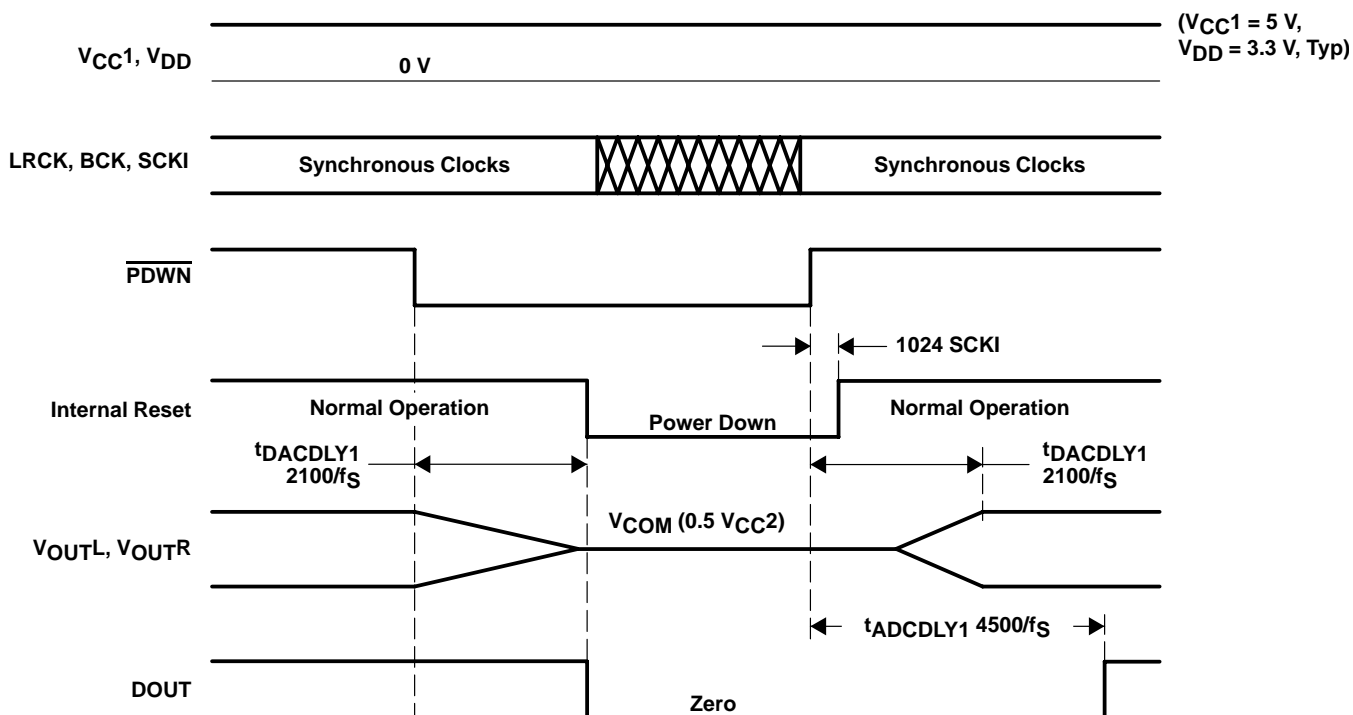 (VCC1 = 5 V,
VDD = 3.3 V, Typ)
VCC1, VDD
0 V
LRCK, BCK, SCKI
Synchronous Clocks
Synchronous Clocks
PDWN
1024 SCKI
Internal Reset
Normal Operation
Power Down
Normal Operation
tDACDLY1
2100/fS
tDACDLY1
2100/fS
VOUTL, VOUTR
VCOM (0.5 VCC2)
tADCDLY1 4500/fS
DOUT
Zero